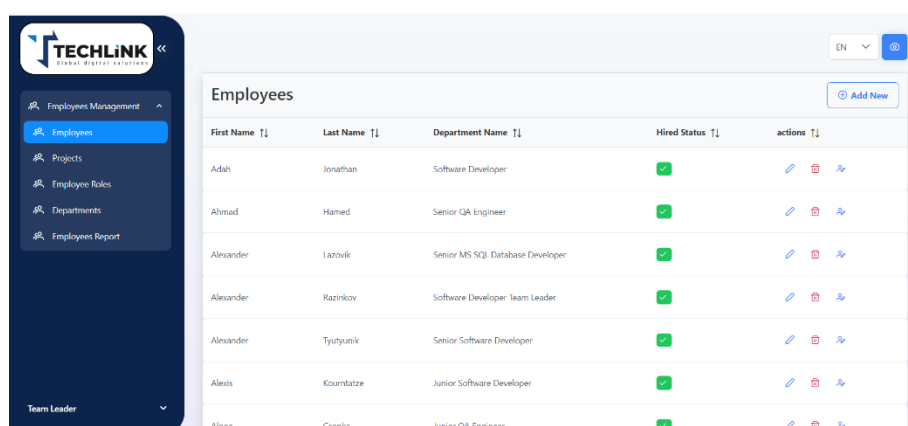 TECHLiNK
Global digital solutions
EN
Employees Management
Employees
Projects
Employee Roles
Departments
Employees Report
Team Leader
Employees
Add New
First Name Last Name Department Name Hired Status actions
Adah Jonathan Software Developer
Ahmad Hamed Senior QA Engineer
Alexander Lazovik Senior MS SQL Database Developer
Alexander Razinkov Software Developer Team Leader
Alexander Tyutyunik Senior Software Developer
Alexis Kourntatze Junior Software Developer
Junior QA Engineer